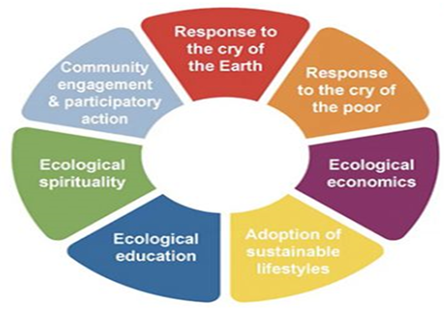 Response to
the cry of
the Earth
Response
to the cry of
the poor
Ecological
economics
Adoption of
sustainable
lifestyles
Ecological
education
Ecological
spirituality
Community
engagement
& participatory
action